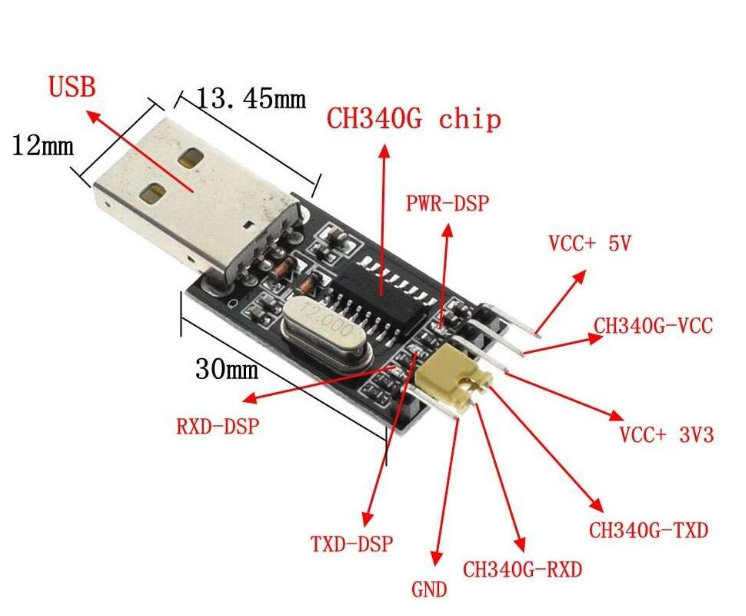 USB
13.45mm
12mm
CH340G chip
PWR-DSP
VCC+ 5V
CH340G-VCC
12.000
30mm
RXD-DSP
VCC+ 3V3
TXD-DSP
CH340G-TXD
CH340G-RXD
GND